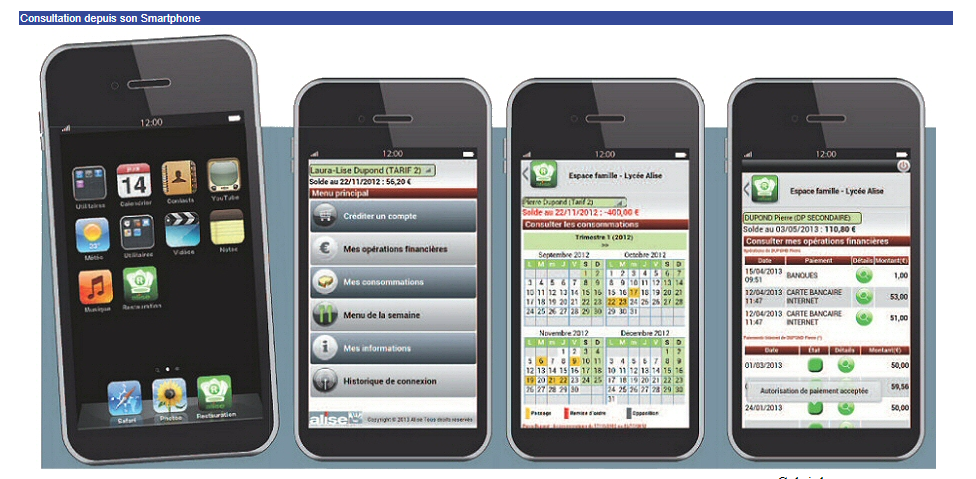 Consultation depuis son Smartphone
12:00
Utilitaires
Calendrier
14
Contacts
YouTube
Météo
Utilitaires
Vidéos
Notes
Musique
Restauration
Safari
Photos
Restauration
12:00
Laura-Lise Dupond (TARIF 2)
Solde au 22/11/2012 : 56,20 €
Menu principal
Créditer un compte
Mes opérations financières
Mes consommations
Menu de la semaine
Mes informations
Historique de connexion
alise
Copyright © 2013 Alise Tous droits réservés
12:00
Espace famille - Lycée Alise
Pierre Dupond (Tarif 2)
Solde au 22/11/2012 : -400,00 €
Consulter les consommations
Trimestre 1 (2012)
>>
Septembre 2012
L M m J V S D
1 2
3 4 5 6 7 8 9
10 11 12 13 14 15 16
17 18 19 20 21 22 23
24 25 26 27 28 29 30
Octobre 2012
L M m J V S D
1 2 3 4 5 6 7
8 9 10 11 12 13 14
15 16 17 18 19 20 21
22 23 24 25 26 27 28
29 30 31
Novembre 2012
L M m J V S D
1 2 3 4
5 6 7 8 9 10 11
12 13 14 15 16 17 18
19 20 21 22 23 24 25
26 27 28 29 30
Décembre 2012
L M m J V S D
1 2
3 4 5 6 7 8 9
10 11 12 13 14 15 16
17 18 19 20 21 22 23
24 25 26 27 28 29 30
31
Passage
Remise d'ordre
Opposition
12:00
Espace famille - Lycée Alise
DUPOND Pierre (DP SECONDAIRE)
Solde au 03/05/2013 : 110,80 €
Consulter mes opérations financières
Opérations de DUPOND Pierre
Date Paiement Détails Montant(€)
15/04/2013 09:51 BANQUES 1,00
12/04/2013 11:47 CARTE BANCAIRE INTERNET 53,00
12/04/2013 11:47 CARTE BANCAIRE INTERNET 51,00
Paiements Internet de DUPOND Pierre (*)
Date État Détails Montant(€)
01/03/2013 50,00
59,56
Autorisation de paiement acceptée
24/01/2013 50,00